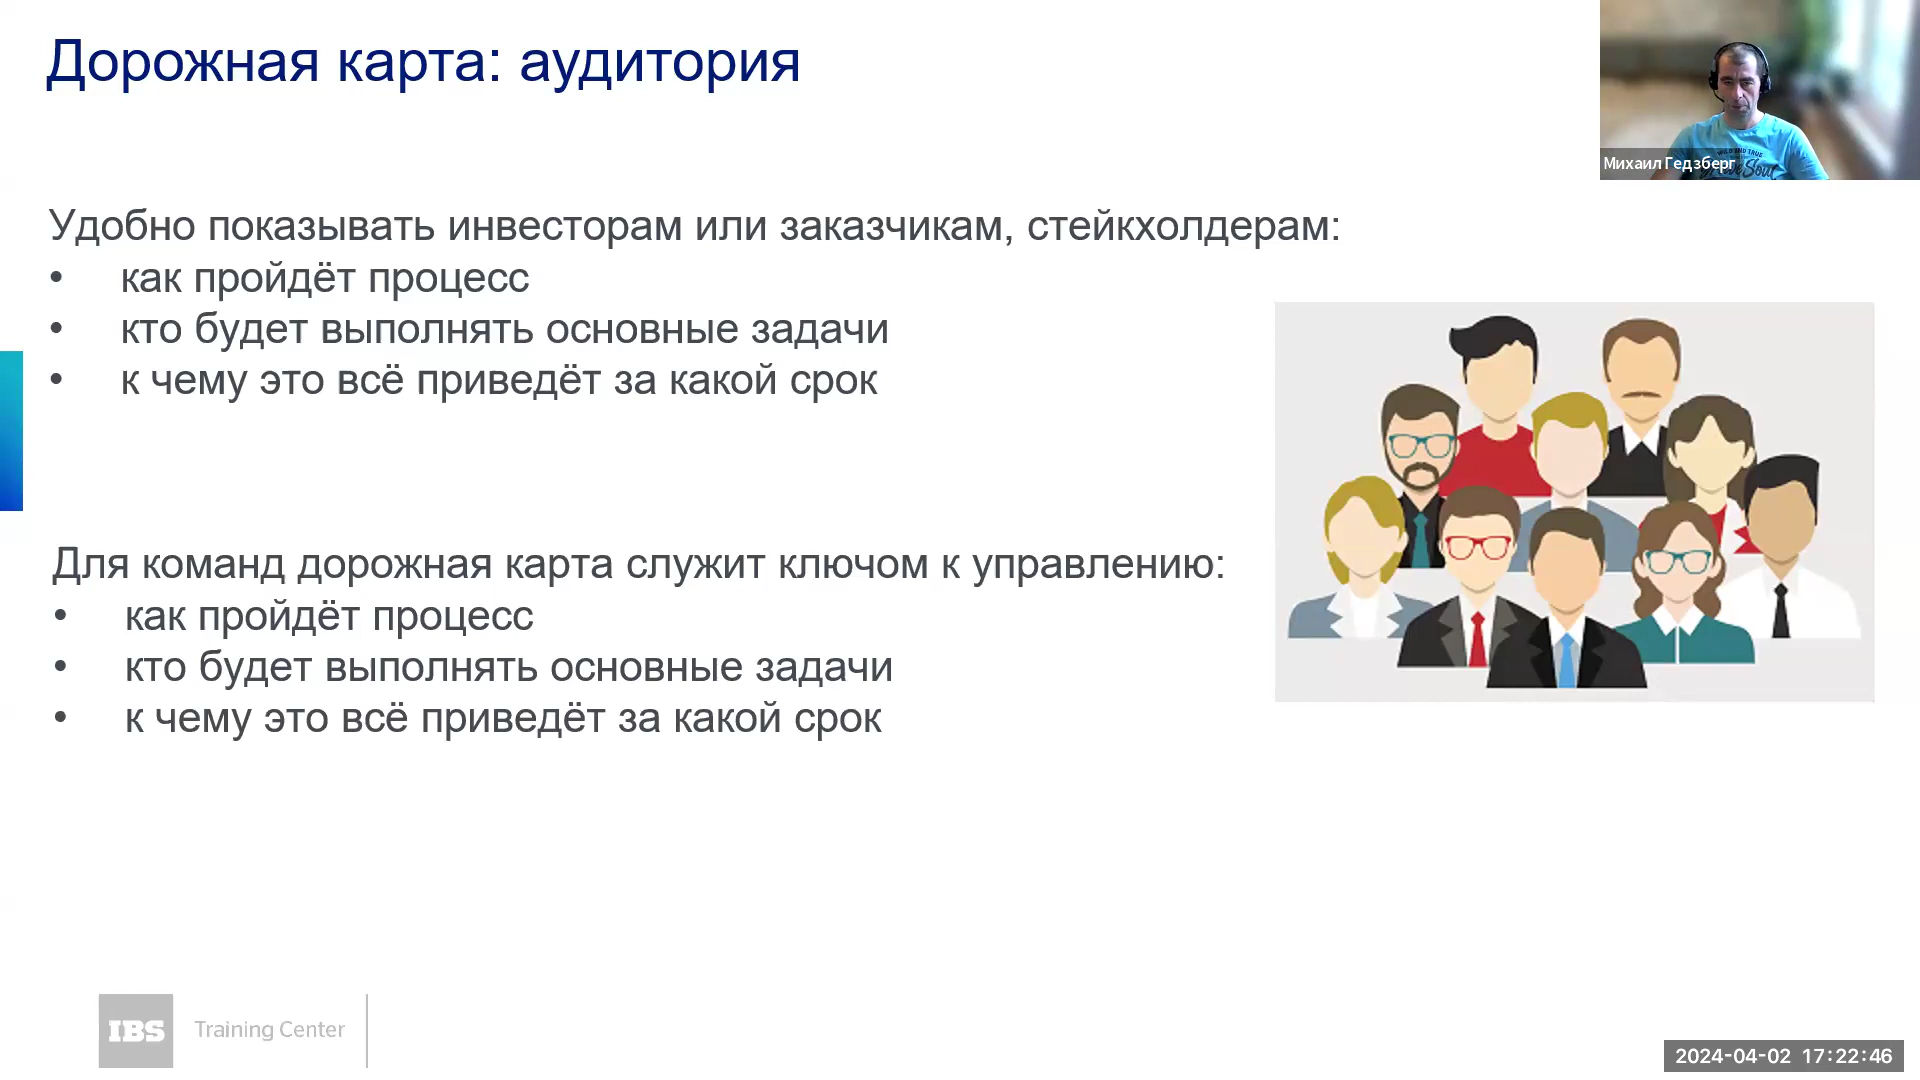 Дорожная карта: аудитория
Михаил Гедзберг
Удобно показывать инвесторам или заказчикам, стейкхолдерам:
• как пройдёт процесс
• кто будет выполнять основные задачи
• к чему это всё приведёт за какой срок
Для команд дорожная карта служит ключом к управлению:
• как пройдёт процесс
• кто будет выполнять основные задачи
• к чему это всё приведёт за какой срок
IBS Training Center
2024-04-02 17:22:46